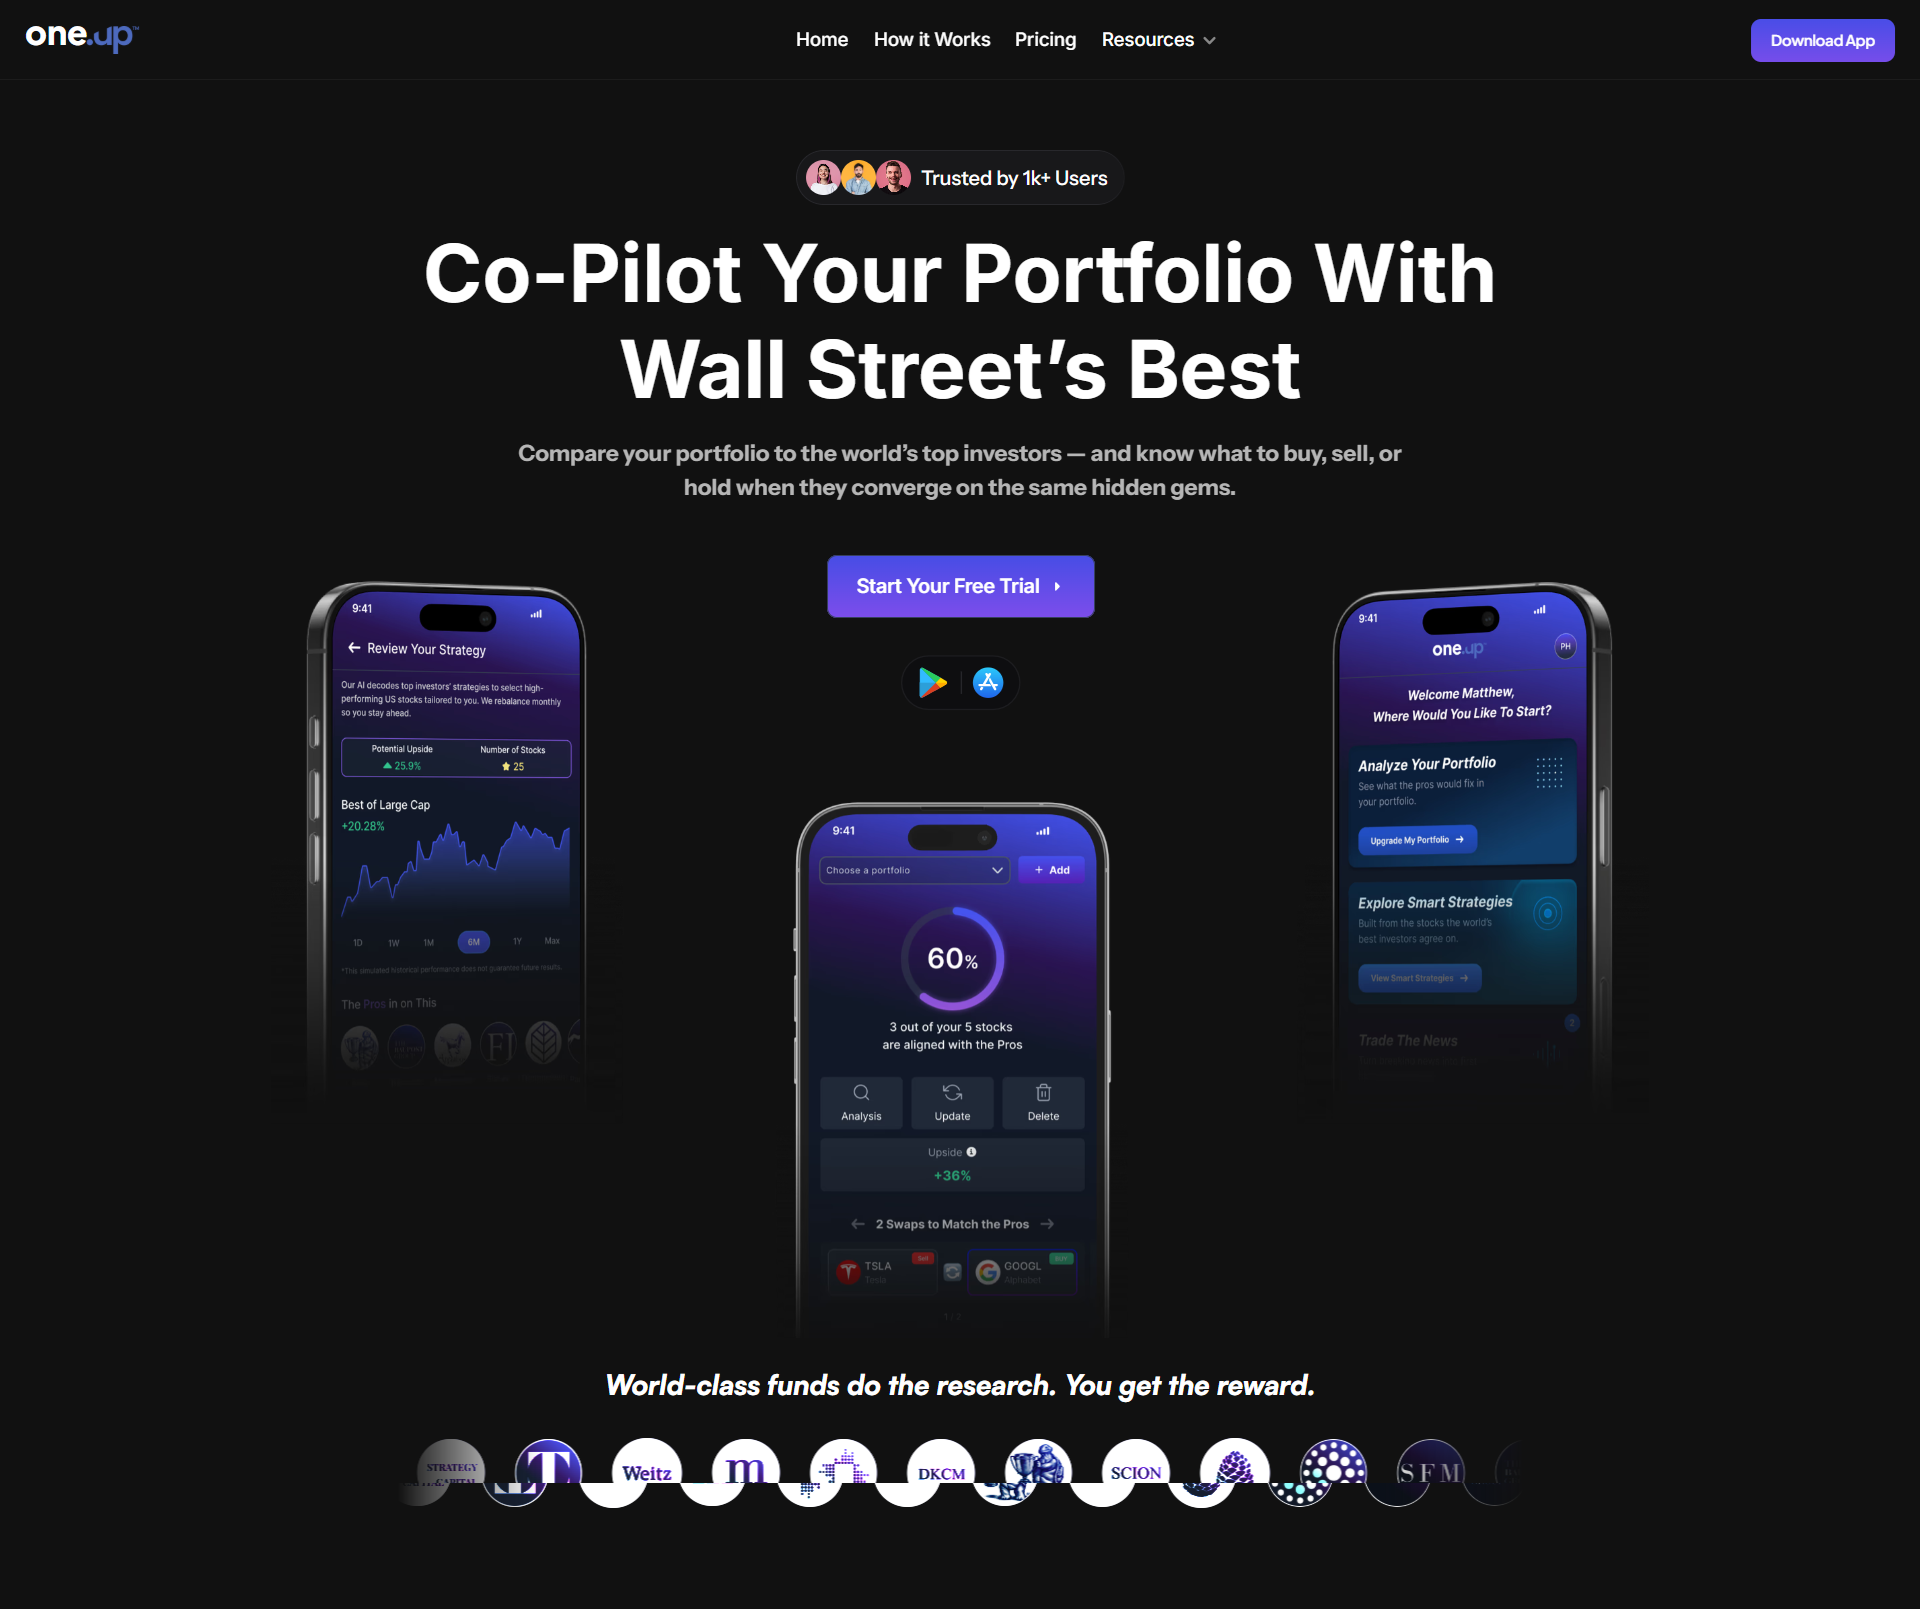 one.up™
Home
How it Works
Pricing
Resources
Download App
Trusted by 1k+ Users
Co-Pilot Your Portfolio With
Wall Street’s Best
Compare your portfolio to the world’s top investors — and know what to buy, sell, or
hold when they converge on the same hidden gems.
Start Your Free Trial
9:41
Review Your Strategy
Our AI decodes top investors’ strategies to select high-
performing US stocks tailored to you. We rebalance monthly
so you stay ahead.
Potential Upside
Number of Stocks
25.9%
25
Best of Large Cap
+20.28%
1D
1W
1M
6M
1Y
Max
*This simulated historical performance does not guarantee future results.
The Pros in on This
FJ
9:41
Choose a portfolio
+ Add
60%
3 out of your 5 stocks
are aligned with the Pros
Analysis
Update
Delete
Upside
+36%
2 Swaps to Match the Pros
TSLA
Tesla
Sell
GOOGL
Alphabet
1 / 2
9:41
one.up
PH
Welcome Matthew,
Where Would You Like To Start?
Analyze Your Portfolio
See what the pros would fix in
your portfolio.
Upgrade My Portfolio
Explore Smart Strategies
Built from the stocks the world’s
best investors agree on.
View Smart Strategies
2
Trade The News
World-class funds do the research. You get the reward.
STRATEGY
CAPITAL
T
Weitz
m
DKCM
SCION
SFM